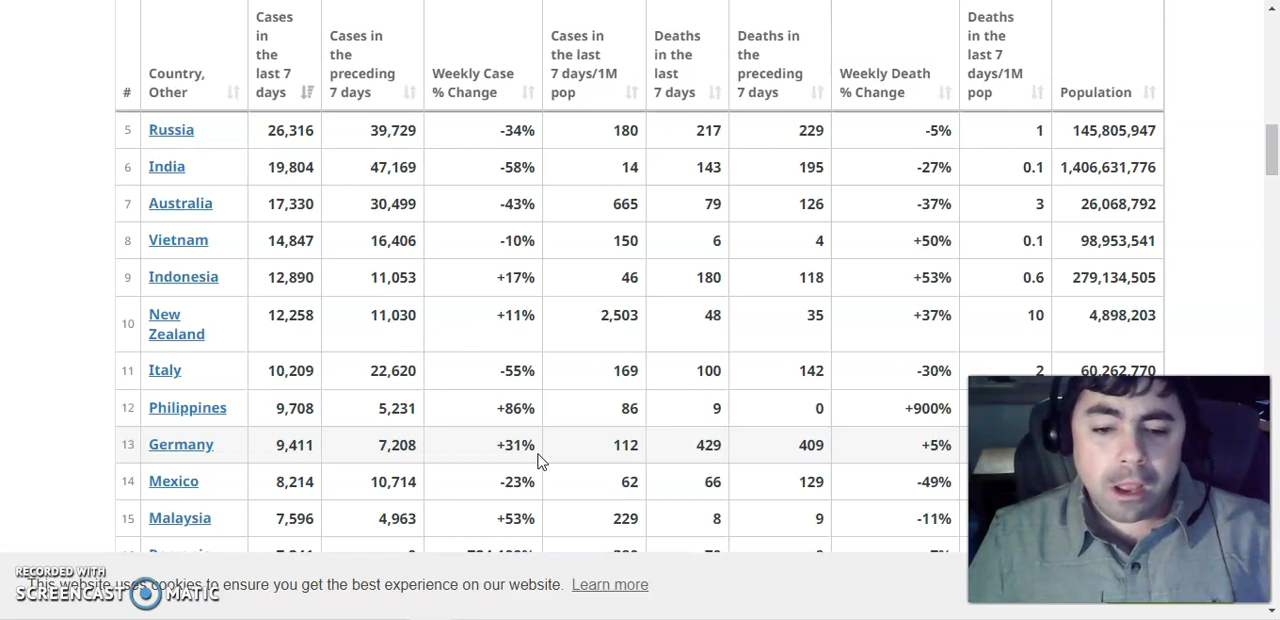 # Country, Other Cases in the last 7 days Cases in the preceding 7 days Weekly Case % Change Cases in the last 7 days/1M pop Deaths in the last 7 days Deaths in the preceding 7 days Weekly Death % Change Deaths in the last 7 days/1M pop Population
5 Russia 26,316 39,729 -34% 180 217 229 -5% 1 145,805,947
6 India 19,804 47,169 -58% 14 143 195 -27% 0.1 1,406,631,776
7 Australia 17,330 30,499 -43% 665 79 126 -37% 3 26,068,792
8 Vietnam 14,847 16,406 -10% 150 6 4 +50% 0.1 98,953,541
9 Indonesia 12,890 11,053 +17% 46 180 118 +53% 0.6 279,134,505
10 New Zealand 12,258 11,030 +11% 2,503 48 35 +37% 10 4,898,203
11 Italy 10,209 22,620 -55% 169 100 142 -30% 2 60,262,770
12 Philippines 9,708 5,231 +86% 86 9 0 +900%
13 Germany 9,411 7,208 +31% 112 429 409 +5%
14 Mexico 8,214 10,714 -23% 62 66 129 -49%
15 Malaysia 7,596 4,963 +53% 229 8 9 -11%
This website uses cookies to ensure you get the best experience on our website. Learn more
RECORDED WITH
SCREENCAST MATIC